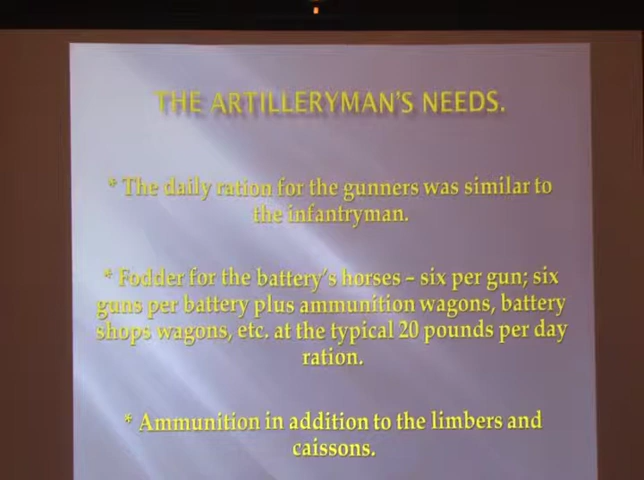 THE ARTILLERYMAN'S NEEDS.
* The daily ration for the gunners was similar to
the infantryman.
* Fodder for the battery's horses – six per gun; six
guns per battery plus ammunition wagons, battery
shops wagons, etc. at the typical 20 pounds per day
ration.
* Ammunition in addition to the limbers and
caissons.